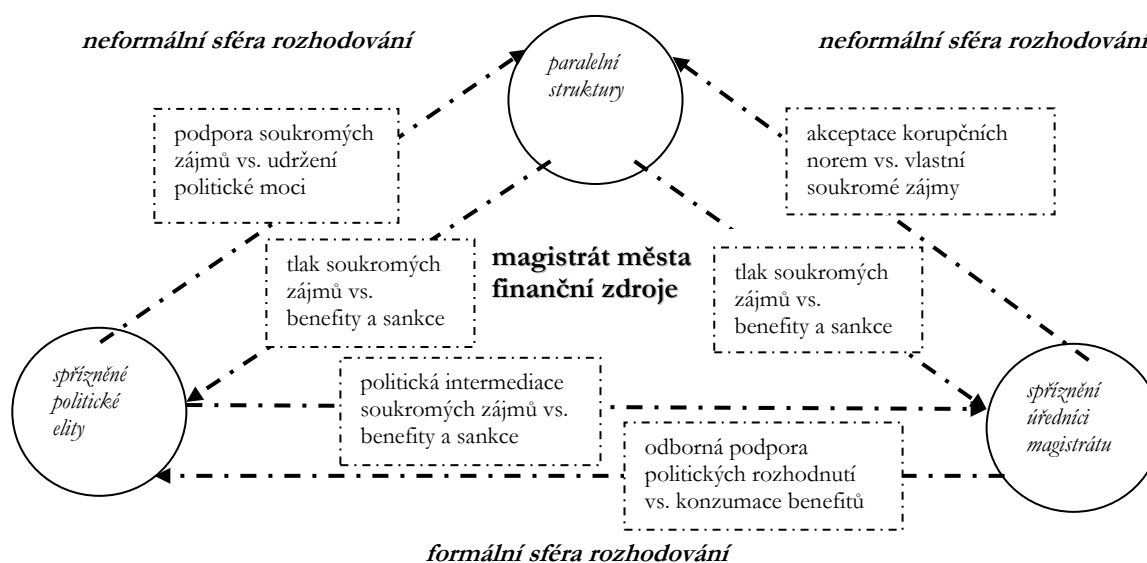 neformální sféra rozhodování
neformální sféra rozhodování
paralelní
struktury
podpora soukromých
zájmů vs. udržení
politické moci
akceptace korupčních
norem vs. vlastní
soukromé zájmy
magistrát města
finanční zdroje
tlak soukromých
zájmů vs.
benefity a sankce
tlak soukromých
zájmů vs.
benefity a sankce
spřízněné
politické
elity
politická intermediace
soukromých zájmů vs.
benefity a sankce
spříznění
úředníci
magistrátu
odborná podpora
politických rozhodnutí
vs. konzumace benefitů
formální sféra rozhodování